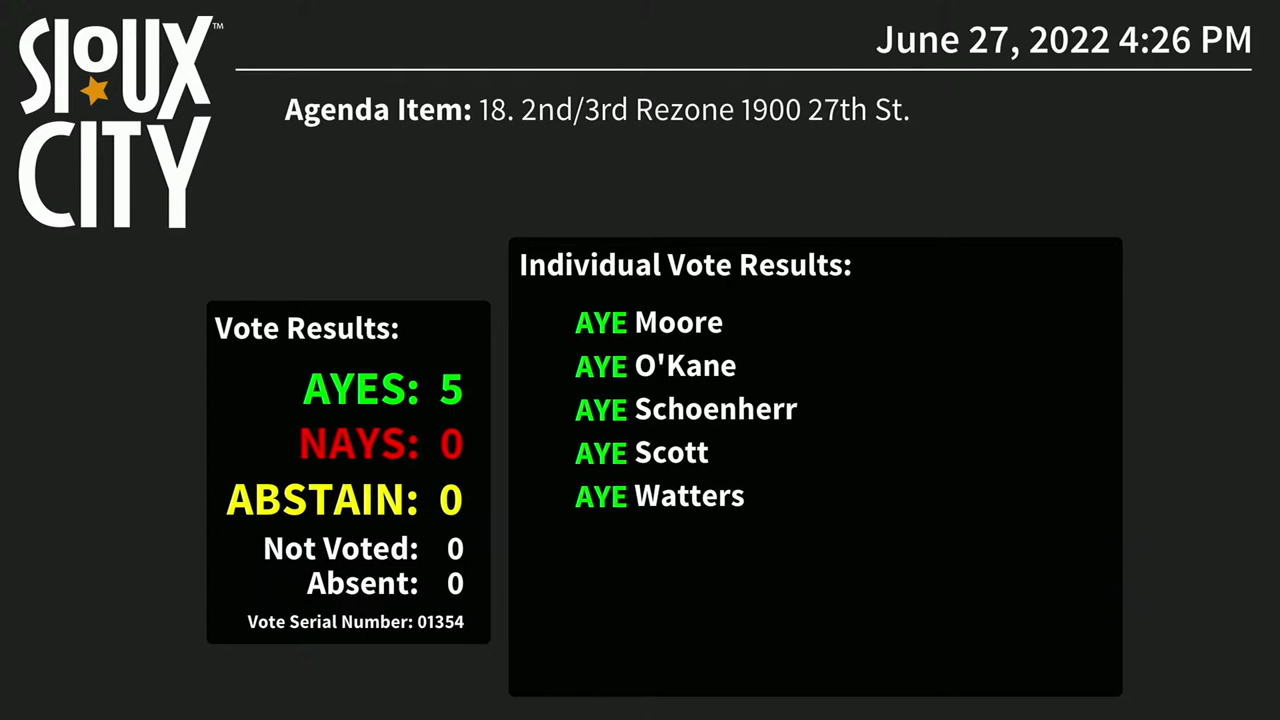 SIOUX
CITY
™
June 27, 2022 4:26 PM
Agenda Item: 18. 2nd/3rd Rezone 1900 27th St.
Vote Results:
AYES: 5
NAYS: 0
ABSTAIN: 0
Not Voted: 0
Absent: 0
Vote Serial Number: 01354
Individual Vote Results:
AYE Moore
AYE O'Kane
AYE Schoenherr
AYE Scott
AYE Watters